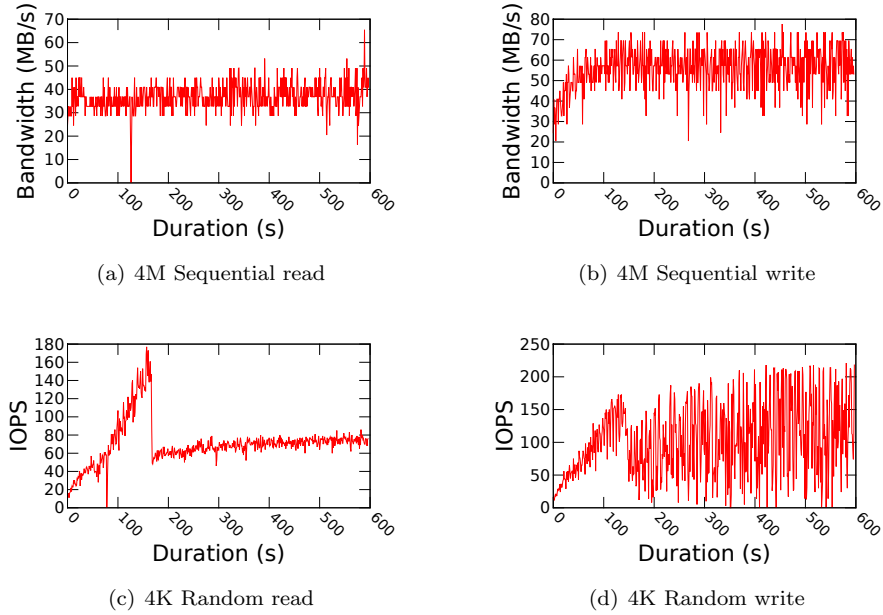 Bandwidth (MB/s)
70
60
50
40
30
20
10
0
0 100 200 300 400 500 600
Duration (s)
(a) 4M Sequential read
Bandwidth (MB/s)
80
70
60
50
40
30
20
10
0
0 100 200 300 400 500 600
Duration (s)
(b) 4M Sequential write
IOPS
180
160
140
120
100
80
60
40
20
0
0 100 200 300 400 500 600
Duration (s)
(c) 4K Random read
IOPS
250
200
150
100
50
0
0 100 200 300 400 500 600
Duration (s)
(d) 4K Random write